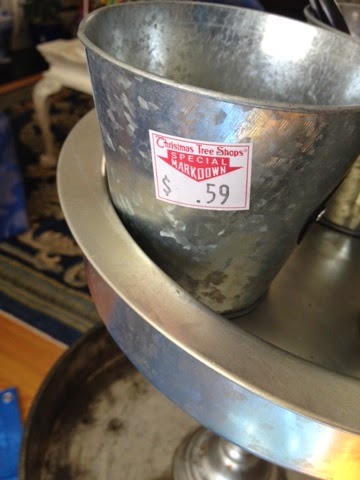 Christmas Tree Shops
SPECIAL
MARKDOWN
$ .59